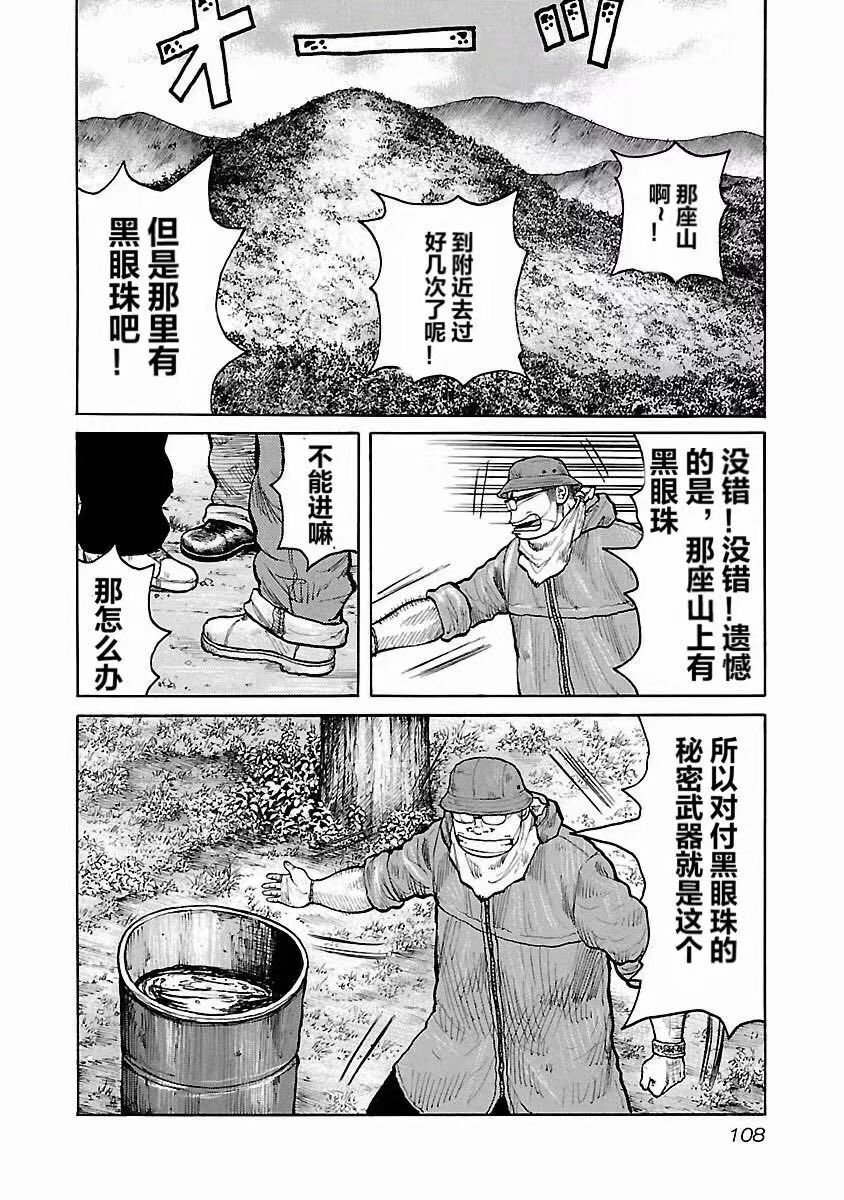 オーッ
那座山
啊~！
到附近去过
好几次了呢！
但是那里有
黑眼珠吧！
没错！没错！遗憾
的是，那座山上有
黑眼珠
不能进嘛
那怎么办
所以对付黑眼珠的
秘密武器就是这个
108